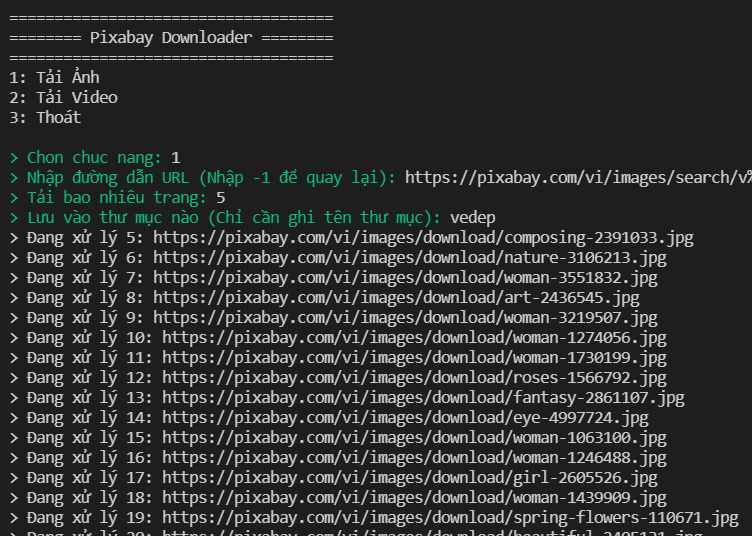 ====================================
======== Pixabay Downloader ========
====================================
1: Tải Ảnh
2: Tải Video
3: Thoát
> Chon chuc nang: 1
> Nhập đường dẫn URL (Nhập -1 để quay lại): https://pixabay.com/vi/images/search/v%
> Tải bao nhiêu trang: 5
> Lưu vào thư mục nào (Chỉ cần ghi tên thư mục): vedep
> Đang xử lý 5: https://pixabay.com/vi/images/download/composing-2391033.jpg
> Đang xử lý 6: https://pixabay.com/vi/images/download/nature-3106213.jpg
> Đang xử lý 7: https://pixabay.com/vi/images/download/woman-3551832.jpg
> Đang xử lý 8: https://pixabay.com/vi/images/download/art-2436545.jpg
> Đang xử lý 9: https://pixabay.com/vi/images/download/woman-3219507.jpg
> Đang xử lý 10: https://pixabay.com/vi/images/download/woman-1274056.jpg
> Đang xử lý 11: https://pixabay.com/vi/images/download/woman-1730199.jpg
> Đang xử lý 12: https://pixabay.com/vi/images/download/roses-1566792.jpg
> Đang xử lý 13: https://pixabay.com/vi/images/download/fantasy-2861107.jpg
> Đang xử lý 14: https://pixabay.com/vi/images/download/eye-4997724.jpg
> Đang xử lý 15: https://pixabay.com/vi/images/download/woman-1063100.jpg
> Đang xử lý 16: https://pixabay.com/vi/images/download/woman-1246488.jpg
> Đang xử lý 17: https://pixabay.com/vi/images/download/girl-2605526.jpg
> Đang xử lý 18: https://pixabay.com/vi/images/download/woman-1439909.jpg
> Đang xử lý 19: https://pixabay.com/vi/images/download/spring-flowers-110671.jpg
> Đang xử lý 20: